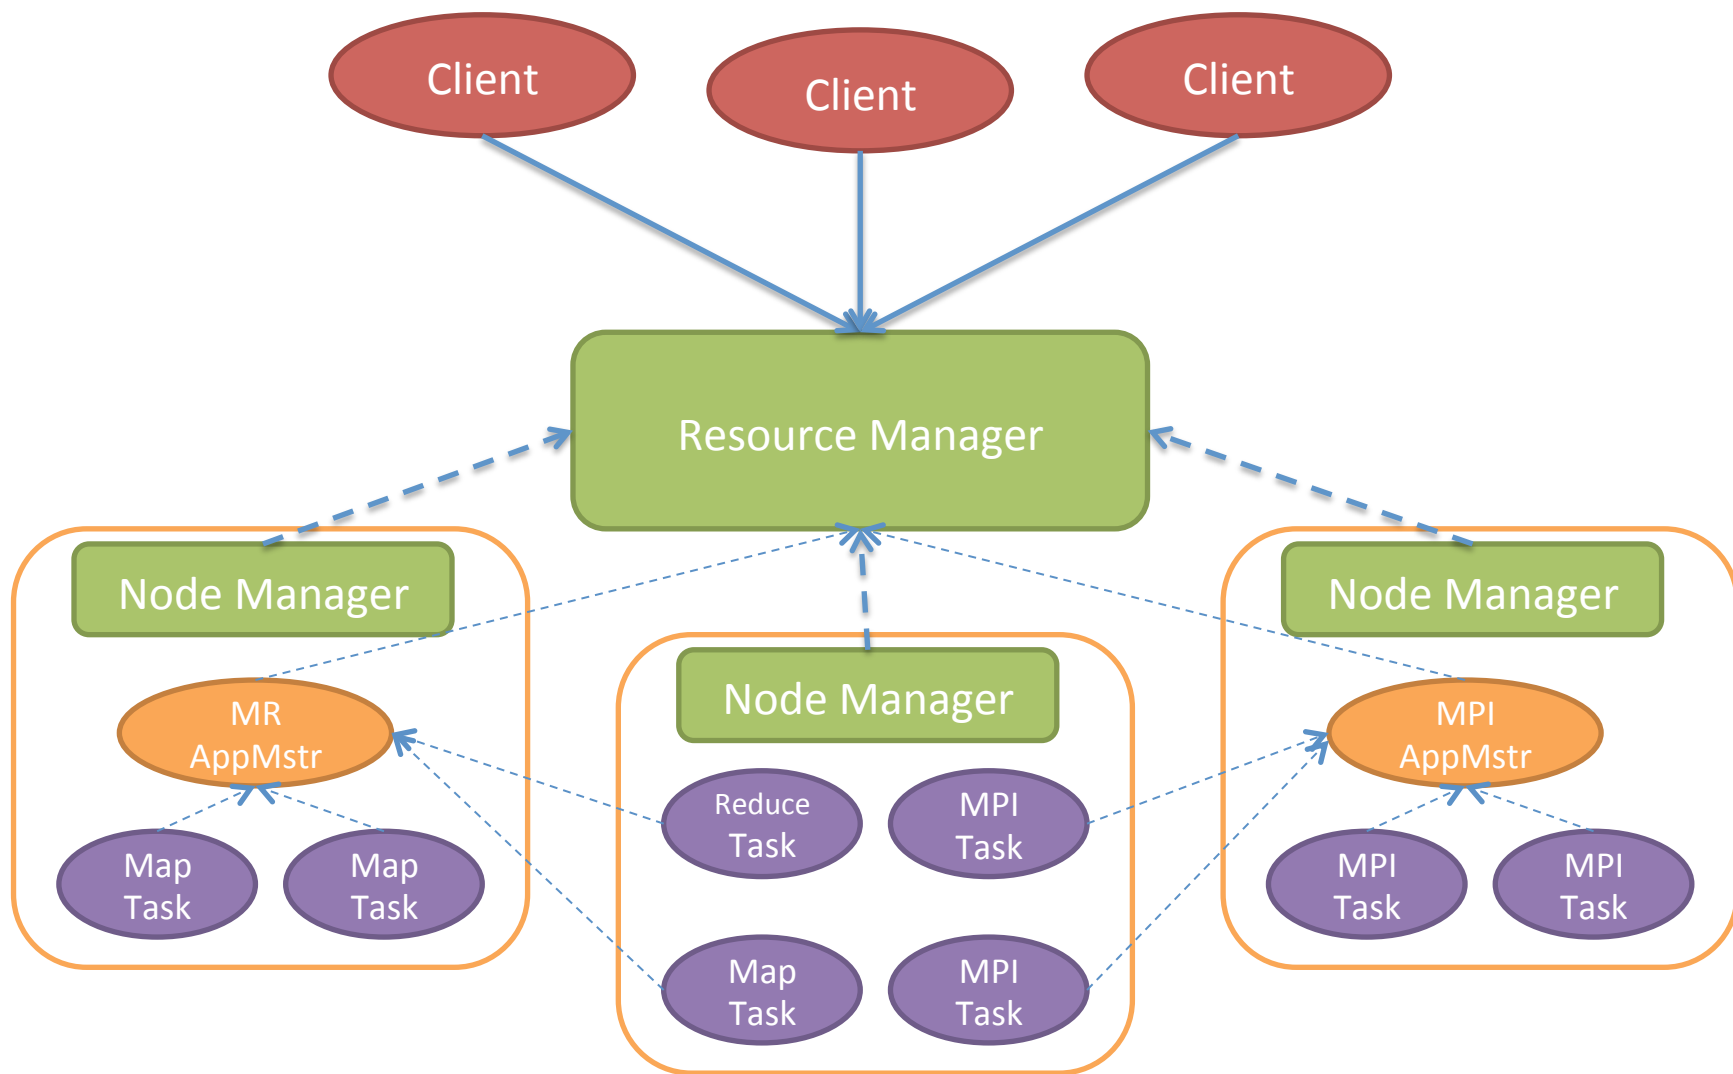 Client
Client
Client
Resource Manager
Node Manager
MR
AppMstr
Map
Task
Map
Task
Node Manager
Reduce
Task
MPI
Task
Map
Task
MPI
Task
Node Manager
MPI
AppMstr
MPI
Task
MPI
Task